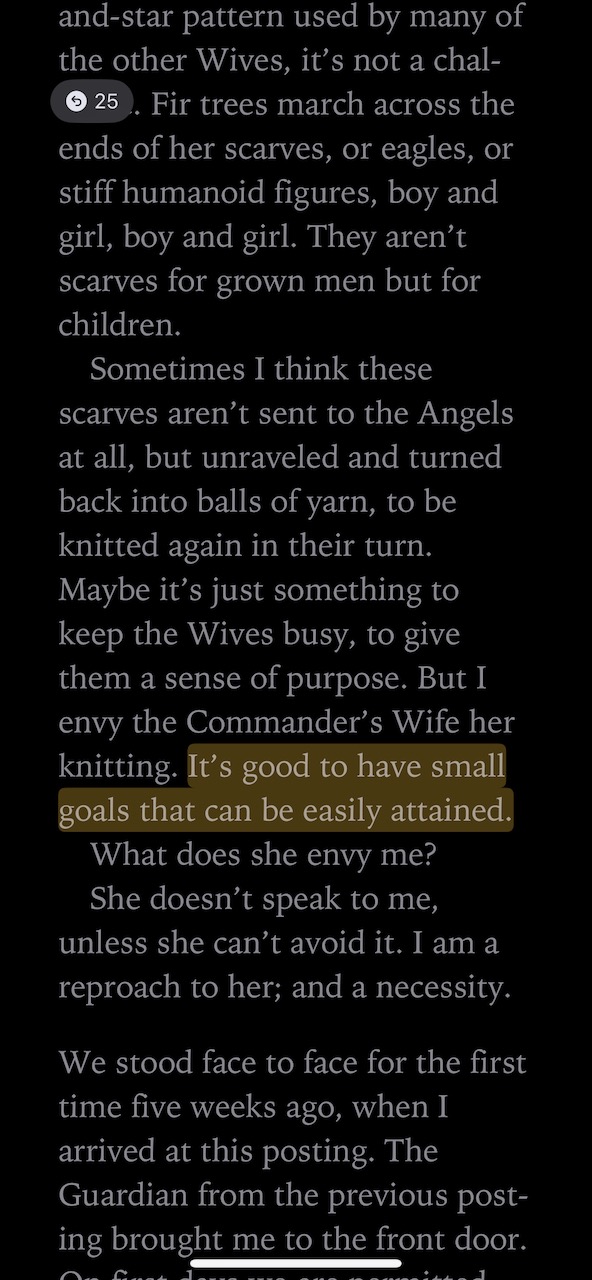 and-star pattern used by many of
the other Wives, it’s not a chal-
25 . Fir trees march across the
ends of her scarves, or eagles, or
stiff humanoid figures, boy and
girl, boy and girl. They aren’t
scarves for grown men but for
children.
Sometimes I think these
scarves aren’t sent to the Angels
at all, but unraveled and turned
back into balls of yarn, to be
knitted again in their turn.
Maybe it’s just something to
keep the Wives busy, to give
them a sense of purpose. But I
envy the Commander’s Wife her
knitting. It’s good to have small
goals that can be easily attained.
What does she envy me?
She doesn’t speak to me,
unless she can’t avoid it. I am a
reproach to her; and a necessity.
We stood face to face for the first
time five weeks ago, when I
arrived at this posting. The
Guardian from the previous post-
ing brought me to the front door.